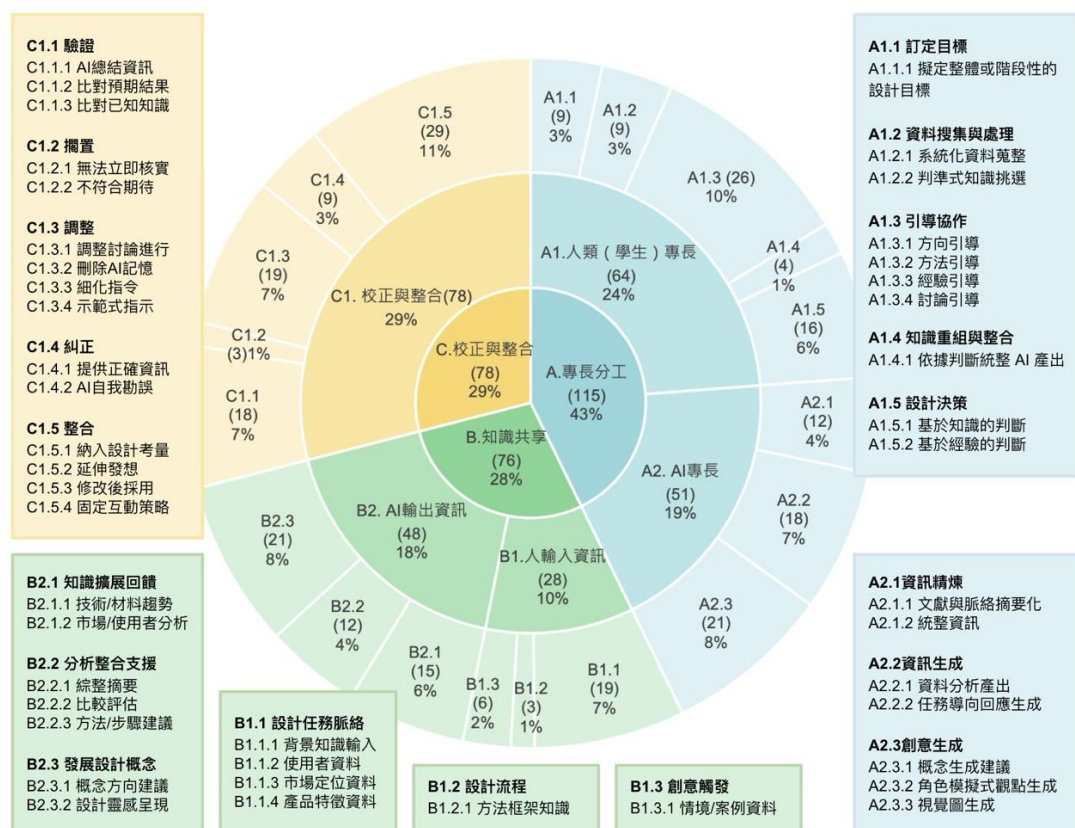 C1.1 驗證
C1.1.1 AI總結資訊
C1.1.2 比對預期結果
C1.1.3 比對已知知識
C1.2 擱置
C1.2.1 無法立即核實
C1.2.2 不符合期待
C1.3 調整
C1.3.1 調整討論進行
C1.3.2 刪除AI記憶
C1.3.3 細化指令
C1.3.4 示範式指示
C1.4 糾正
C1.4.1 提供正確資訊
C1.4.2 AI自我勘誤
C1.5 整合
C1.5.1 納入設計考量
C1.5.2 延伸發想
C1.5.3 修改後採用
C1.5.4 固定互動策略
A1.1 訂定目標
A1.1.1 擬定整體或階段性的
設計目標
A1.2 資料搜集與處理
A1.2.1 系統化資料蒐整
A1.2.2 判準式知識挑選
A1.3 引導協作
A1.3.1 方向引導
A1.3.2 方法引導
A1.3.3 經驗引導
A1.3.4 討論引導
A1.4 知識重組與整合
A1.4.1 依據判斷統整 AI 產出
A1.5 設計決策
A1.5.1 基於知識的判斷
A1.5.2 基於經驗的判斷
A1.1
(9)
3%
A1.2
(9)
3%
A1.3 (26)
10%
A1.4
(4)
1%
A1.5
(16)
6%
A2.1
(12)
4%
A2.2
(18)
7%
A2.3
(21)
8%
B1.1
(19)
7%
B1.2
(3)
1%
B1.3
(6)
2%
B2.1
(15)
6%
B2.2
(12)
4%
B2.3
(21)
8%
C1.1
(18)
7%
C1.2
(3)1%
C1.3
(19)
7%
C1.4
(9)
3%
C1.5
(29)
11%
A1.人類（學生）專長
(64)
24%
A2. AI專長
(51)
19%
B1.人輸入資訊
(28)
10%
B2. AI輸出資訊
(48)
18%
C1. 校正與整合(78)
29%
A.專長分工
(115)
43%
B.知識共享
(76)
28%
C.校正與整合
(78)
29%
B2.1 知識擴展回饋
B2.1.1 技術/材料趨勢
B2.1.2 市場/使用者分析
B2.2 分析整合支援
B2.2.1 綜整摘要
B2.2.2 比較評估
B2.2.3 方法/步驟建議
B2.3 發展設計概念
B2.3.1 概念方向建議
B2.3.2 設計靈感呈現
B1.1 設計任務脈絡
B1.1.1 背景知識輸入
B1.1.2 使用者資料
B1.1.3 市場定位資料
B1.1.4 產品特徵資料
B1.2 設計流程
B1.2.1 方法框架知識
B1.3 創意觸發
B1.3.1 情境/案例資料
A2.1資訊精煉
A2.1.1 文獻與脈絡摘要化
A2.1.2 統整資訊
A2.2資訊生成
A2.2.1 資料分析產出
A2.2.2 任務導向回應生成
A2.3創意生成
A2.3.1 概念生成建議
A2.3.2 角色模擬式觀點生成
A2.3.3 視覺圖生成